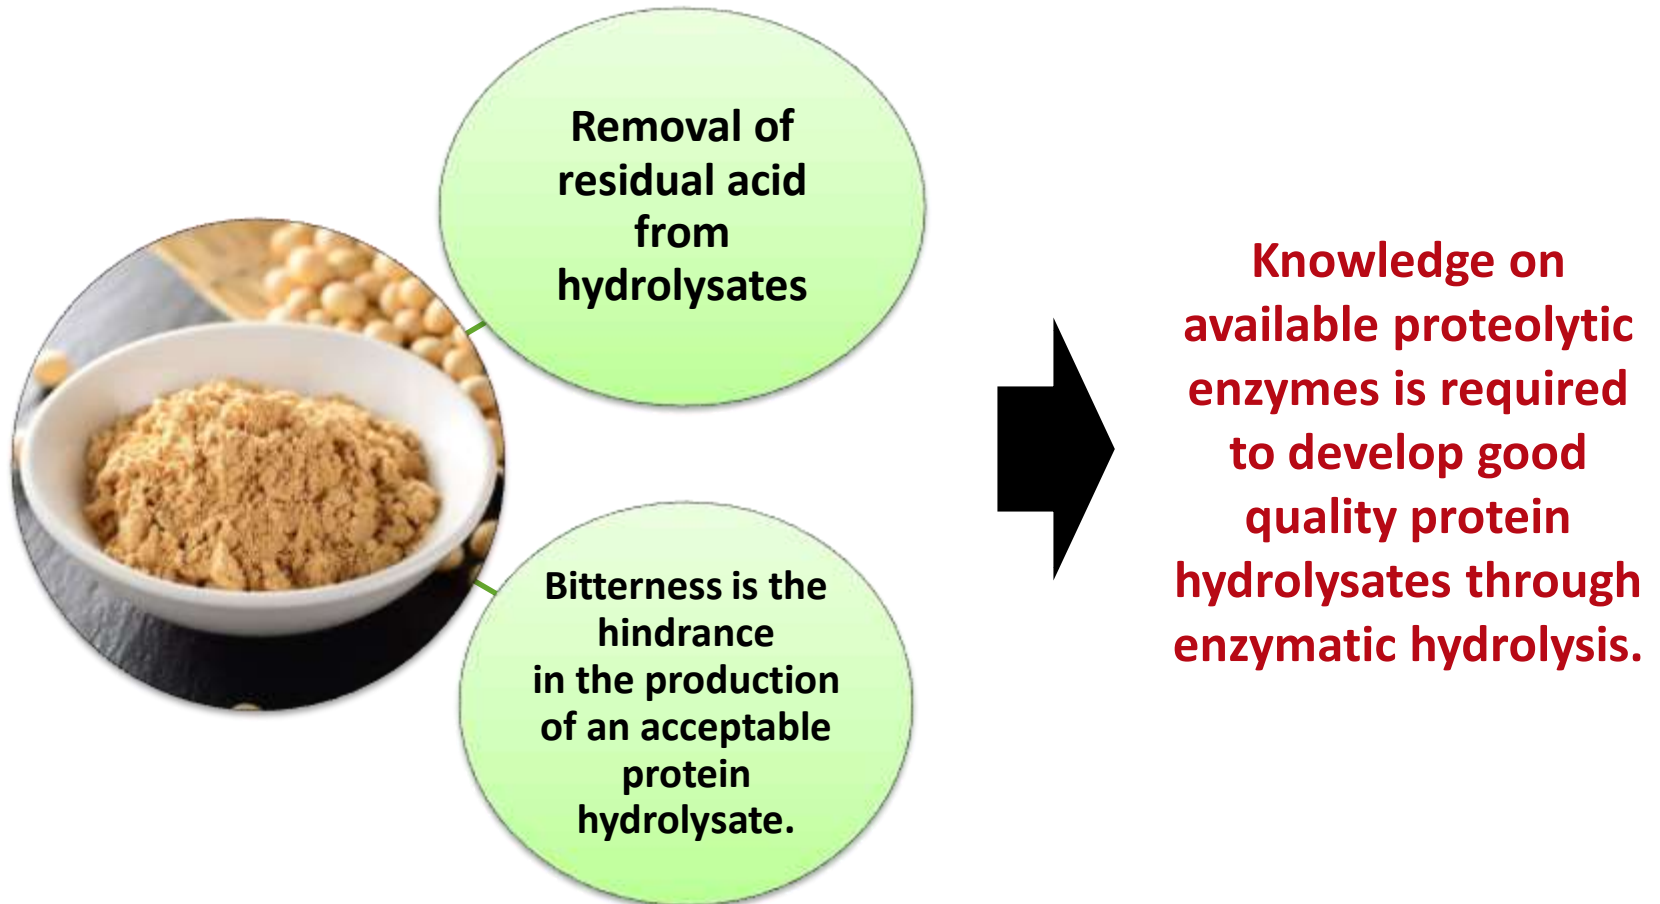 Removal of
residual acid
from
hydrolysates
Bitterness is the
hindrance
in the production
of an acceptable
protein
hydrolysate.
Knowledge on
available proteolytic
enzymes is required
to develop good
quality protein
hydrolysates through
enzymatic hydrolysis.